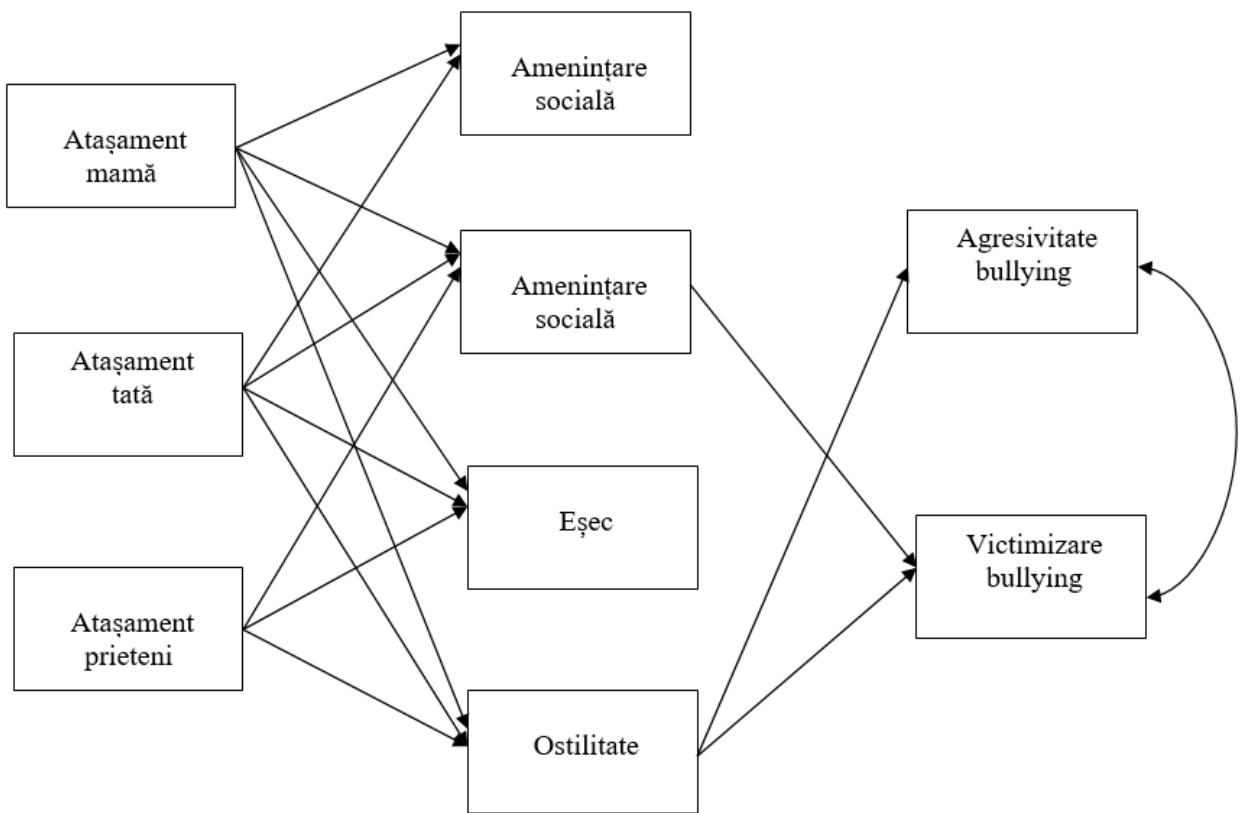 Atașament
mamă
Atașament
tată
Atașament
prieteni
Amenințare
socială
Amenințare
socială
Eșec
Ostilitate
Agresivitate
bullying
Victimizare
bullying